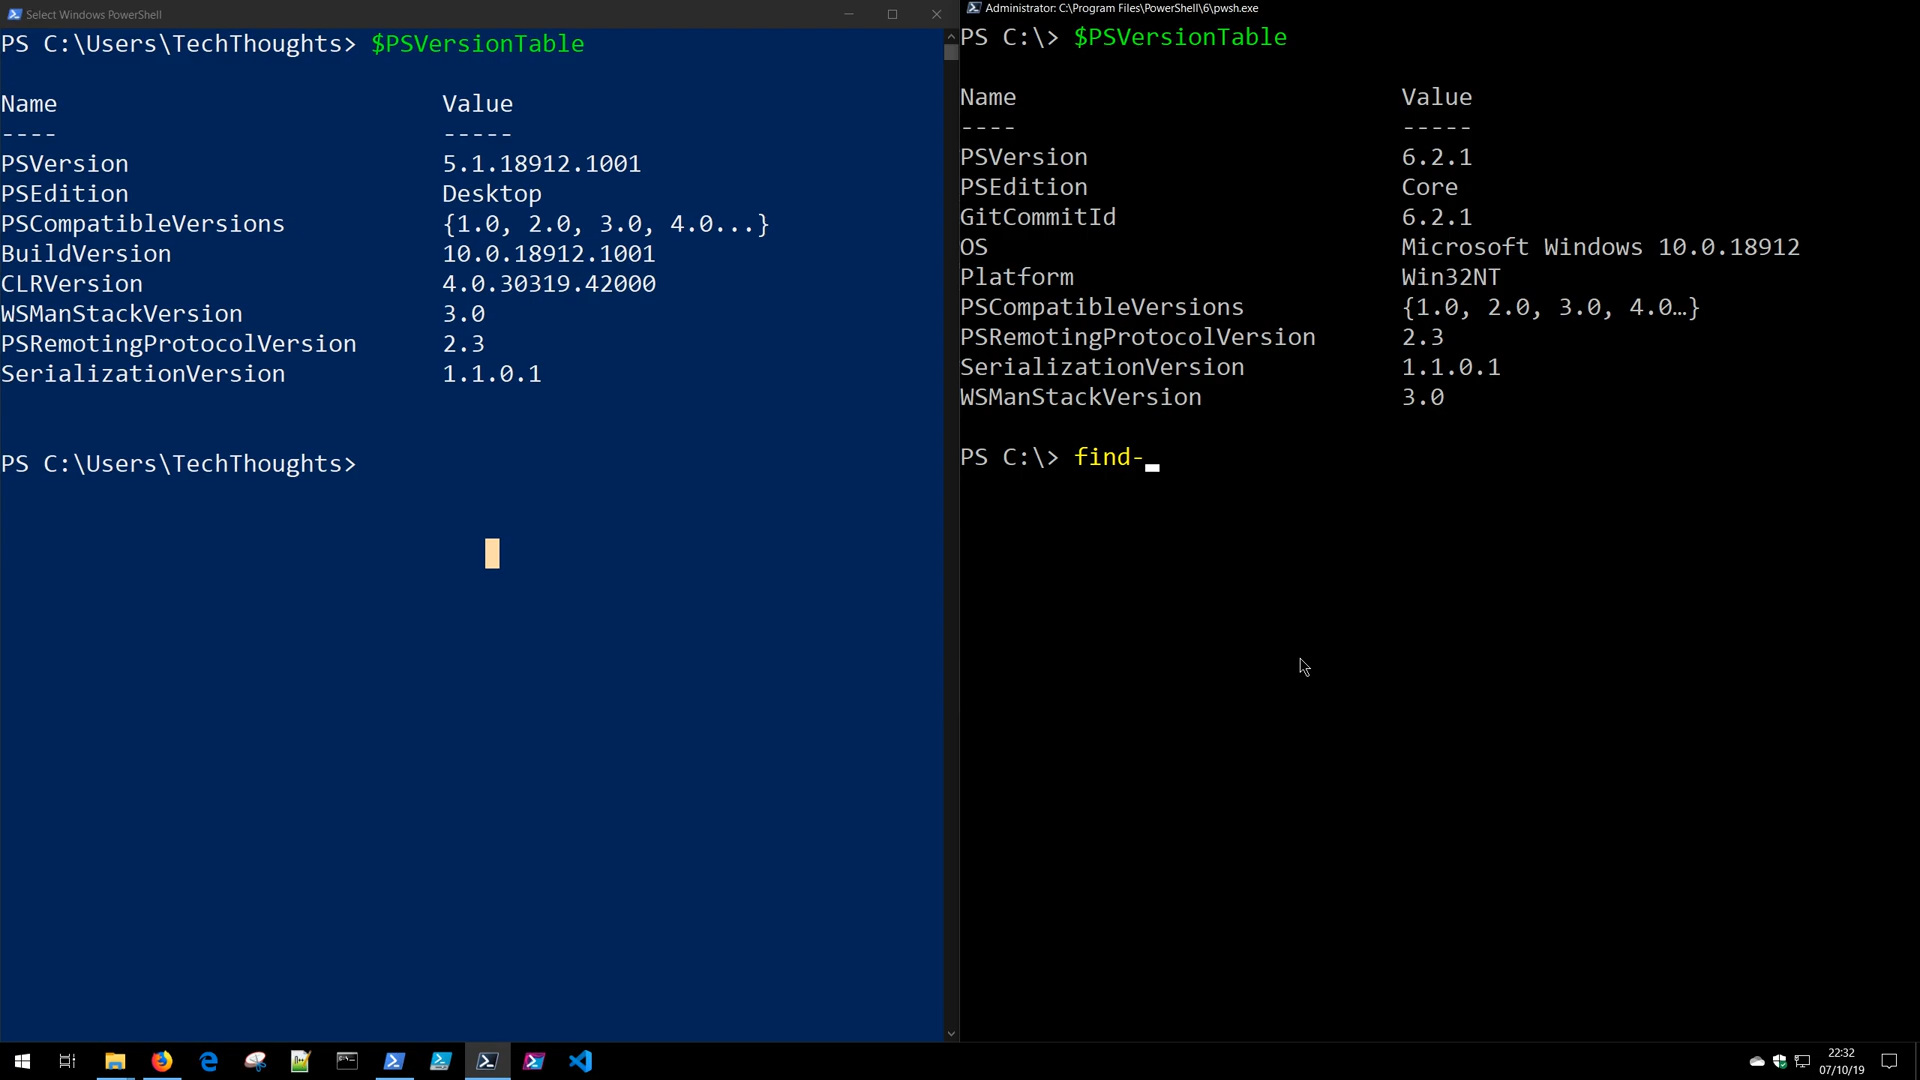 Select Windows PowerShell
PS C:\Users\TechThoughts> $PSVersionTable
Name Value
---- -----
PSVersion 5.1.18912.1001
PSEdition Desktop
PSCompatibleVersions {1.0, 2.0, 3.0, 4.0...}
BuildVersion 10.0.18912.1001
CLRVersion 4.0.30319.42000
WSManStackVersion 3.0
PSRemotingProtocolVersion 2.3
SerializationVersion 1.1.0.1
PS C:\Users\TechThoughts>
Administrator: C:\Program Files\PowerShell\6\pwsh.exe
PS C:\> $PSVersionTable
Name Value
---- -----
PSVersion 6.2.1
PSEdition Core
GitCommitId 6.2.1
OS Microsoft Windows 10.0.18912
Platform Win32NT
PSCompatibleVersions {1.0, 2.0, 3.0, 4.0…}
PSRemotingProtocolVersion 2.3
SerializationVersion 1.1.0.1
WSManStackVersion 3.0
PS C:\> find-
22:32
07/10/19